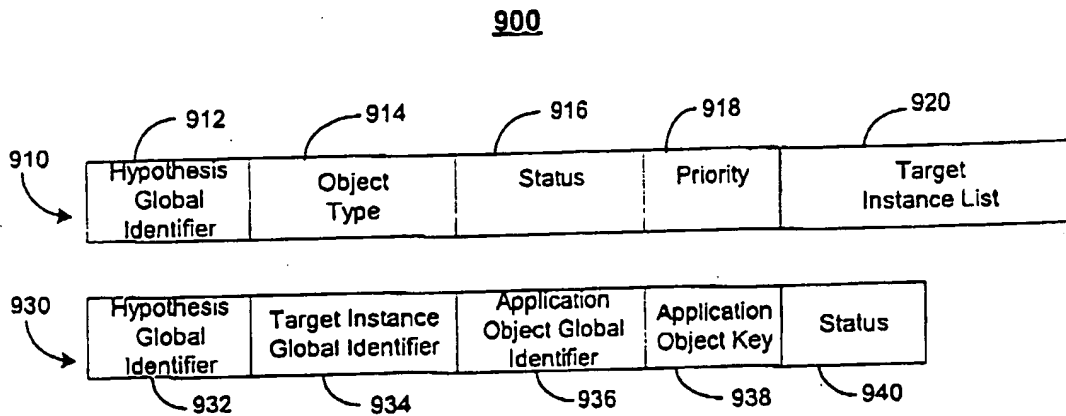 900
912
914
916
918
920
910
Hypothesis
Global
Identifier
Object
Type
Status
Priority
Target
Instance List
930
Hypothesis
Global
Identifier
Target Instance
Global Identifier
Application
Object Global
Identifier
Application
Object Key
Status
932
934
936
938
940